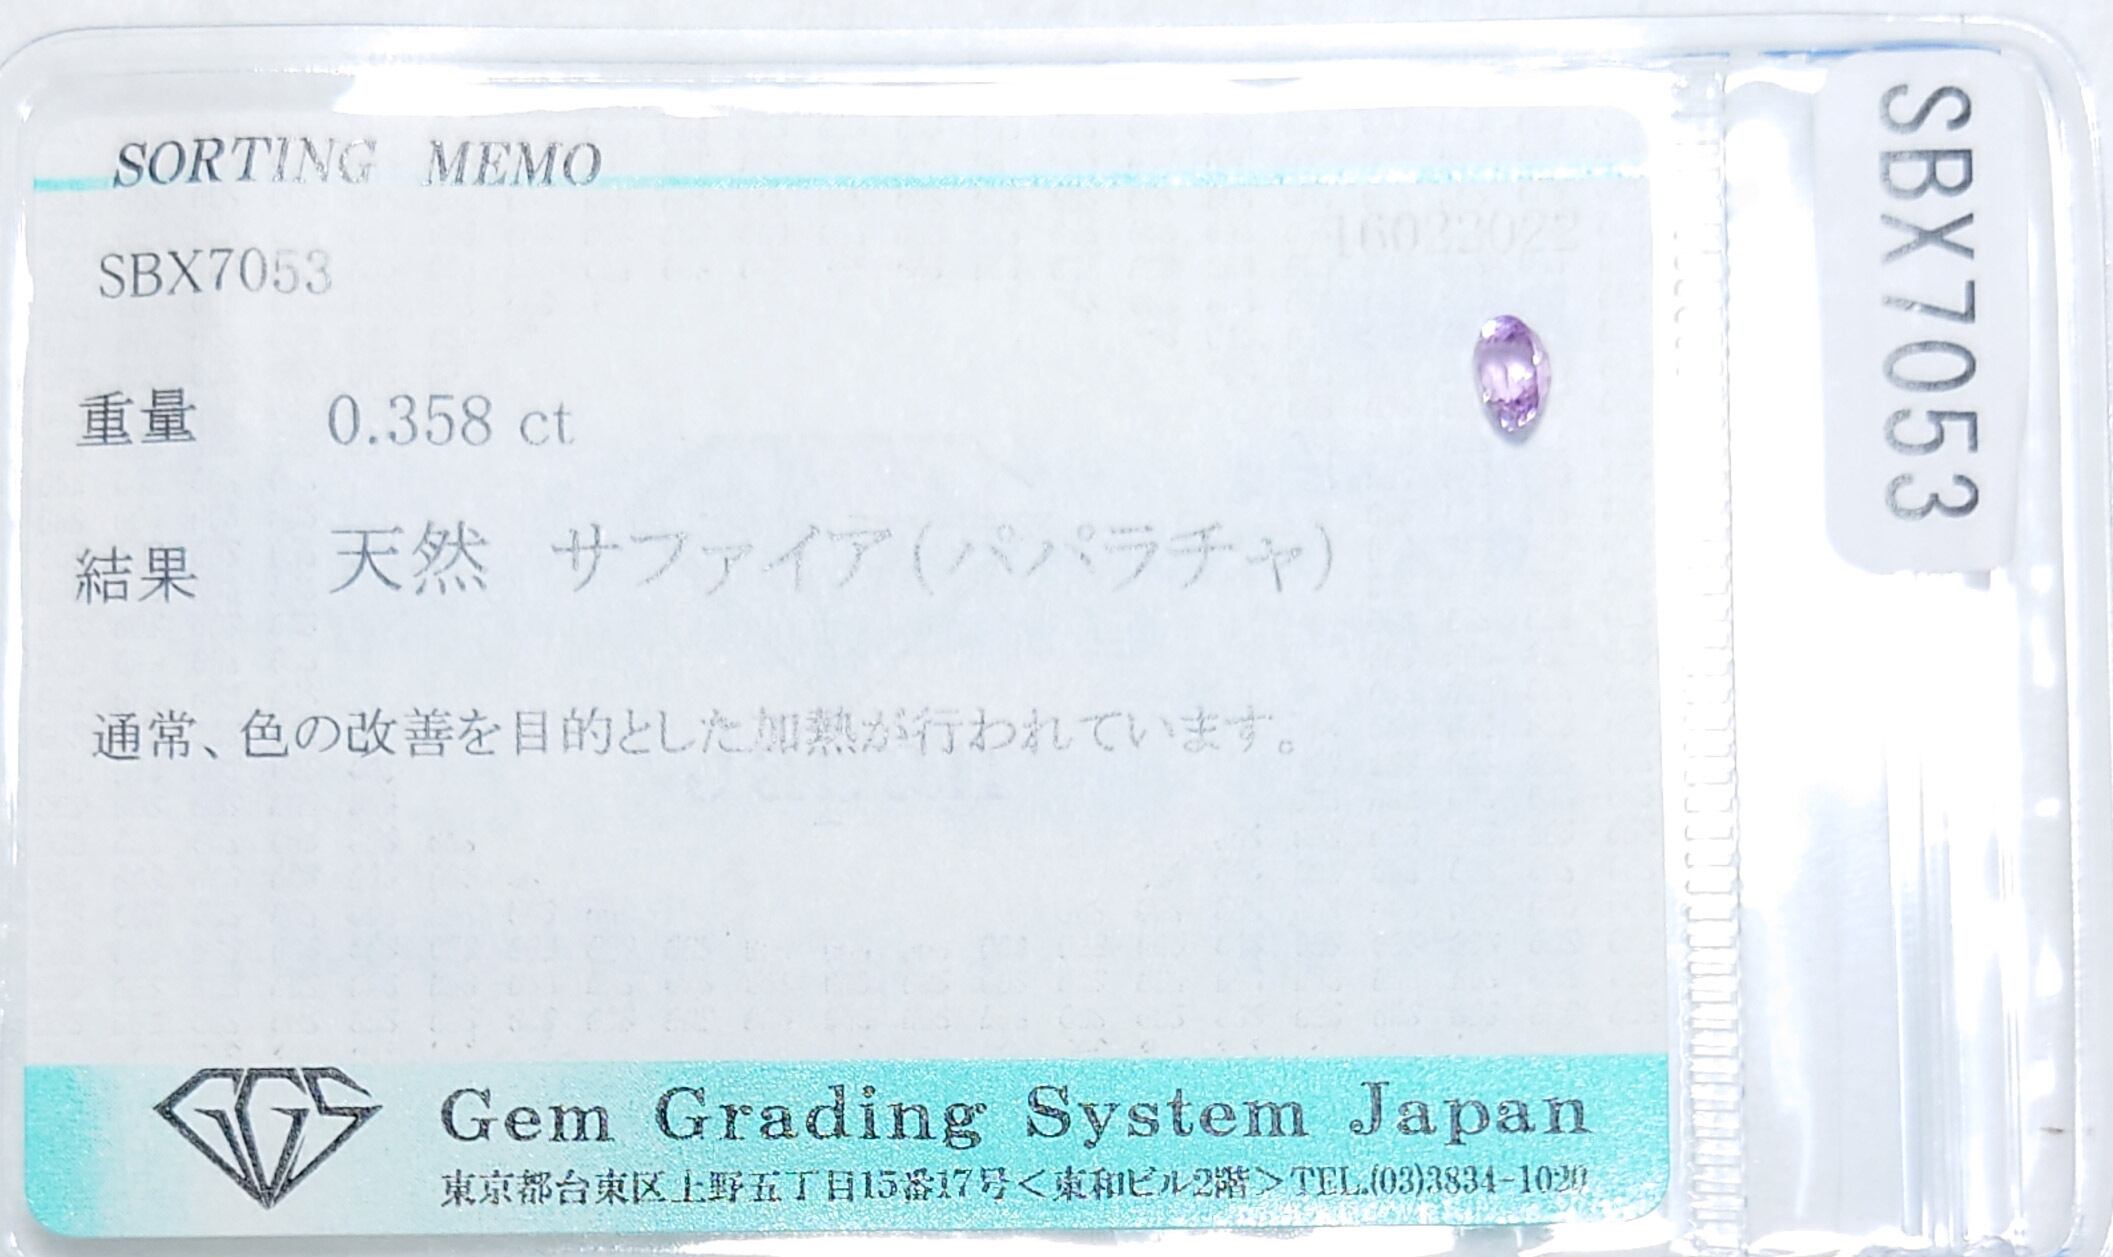 SORTING MEMO
SBX7053
16022022
重量 0.358 ct
結果 天然 サファイア(パパラチャ)
通常、色の改善を目的とした加熱が行われています。
GGS
Gem Grading System Japan
東京都台東区上野五丁目15番17号<東和ビル2階>TEL.(03)3834-1020
SBX7053